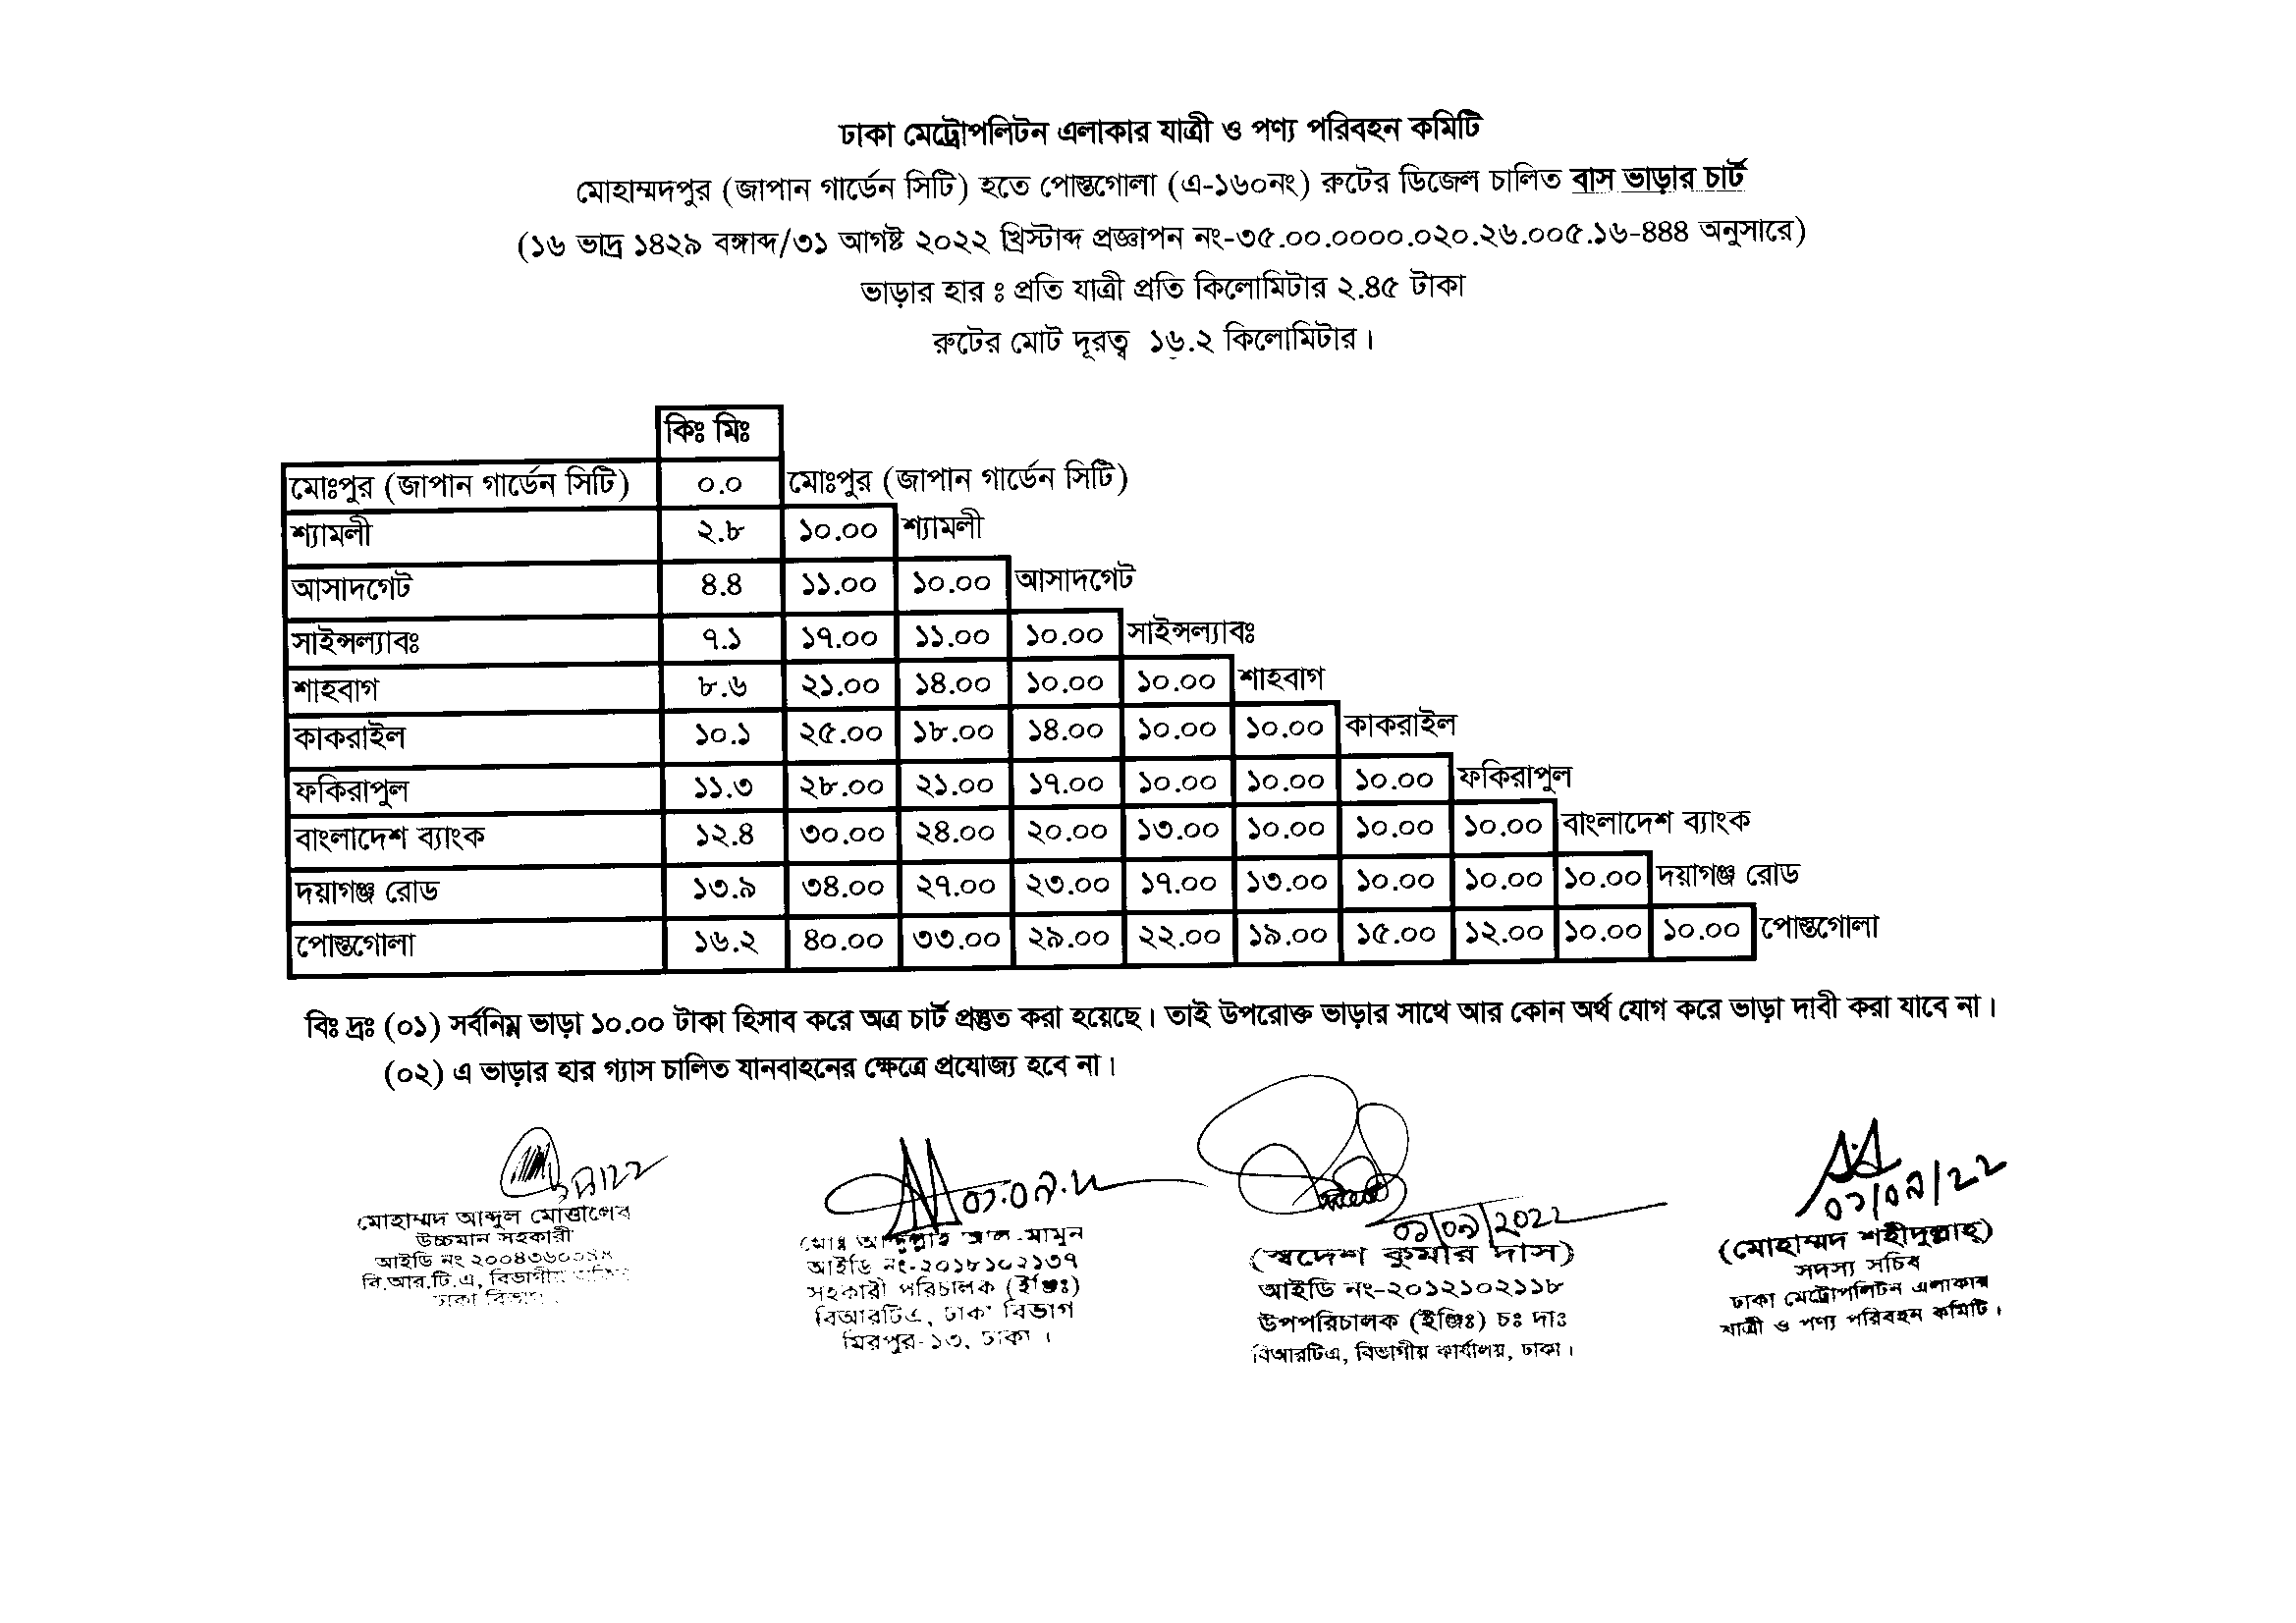 ঢাকা মেট্রোপলিটন এলাকার যাত্রী ও পণ্য পরিবহন কমিটি
মোহাম্মদপুর (জাপান গার্ডেন সিটি) হতে পোস্তগোলা (এ-১৬০নং) রুটের ডিজেল চালিত বাস ভাড়ার চার্ট
(১৬ ভাদ্র ১৪২৯ বঙ্গাব্দ/৩১ আগষ্ট ২০২২ খ্রিস্টাব্দ প্রজ্ঞাপন নং-৩৫.০০.০০০০.০২০.২৬.০০৫.১৬-৪৪৪ অনুসারে)
ভাড়ার হার ঃ প্রতি যাত্রী প্রতি কিলোমিটার ২.৪৫ টাকা
রুটের মোট দূরত্ব ১৬.২ কিলোমিটার।
কিঃ মিঃ
মোঃপুর (জাপান গার্ডেন সিটি) ০.০ মোঃপুর (জাপান গার্ডেন সিটি)
শ্যামলী ২.৮ ১০.০০ শ্যামলী
আসাদগেট ৪.৪ ১১.০০ ১০.০০ আসাদগেট
সাইন্সল্যাবঃ ৭.১ ১৭.০০ ১১.০০ ১০.০০ সাইন্সল্যাবঃ
শাহবাগ ৮.৬ ২১.০০ ১৪.০০ ১০.০০ ১০.০০ শাহবাগ
কাকরাইল ১০.১ ২৫.০০ ১৮.০০ ১৪.০০ ১০.০০ ১০.০০ কাকরাইল
ফকিরাপুল ১১.৩ ২৮.০০ ২১.০০ ১৭.০০ ১০.০০ ১০.০০ ১০.০০ ফকিরাপুল
বাংলাদেশ ব্যাংক ১২.৪ ৩০.০০ ২৪.০০ ২০.০০ ১৩.০০ ১০.০০ ১০.০০ ১০.০০ বাংলাদেশ ব্যাংক
দয়াগঞ্জ রোড ১৩.৯ ৩৪.০০ ২৭.০০ ২৩.০০ ১৭.০০ ১৩.০০ ১০.০০ ১০.০০ ১০.০০ দয়াগঞ্জ রোড
পোস্তগোলা ১৬.২ ৪০.০০ ৩৩.০০ ২৯.০০ ২২.০০ ১৯.০০ ১৫.০০ ১২.০০ ১০.০০ ১০.০০ পোস্তগোলা
বিঃ দ্রঃ (০১) সর্বনিম্ন ভাড়া ১০.০০ টাকা হিসাব করে অত্র চার্ট প্রস্তুত করা হয়েছে। তাই উপরোক্ত ভাড়ার সাথে আর কোন অর্থ যোগ করে ভাড়া দাবী করা যাবে না।
(০২) এ ভাড়ার হার গ্যাস চালিত যানবাহনের ক্ষেত্রে প্রযোজ্য হবে না।
মোহাম্মদ আব্দুল
উচ্চমান সহকারী
আইডি নং
বি.আর.টি.এ, বিভাগীয়
ঢাকা বিভাগ
০১.০৯.২২
মোঃ আব্দুল্লাহ আল-মামুন
আইডি নং-২০১৮১০২১৩৭
সহকারী পরিচালক (ইঞ্জিঃ)
বিআরটিএ, ঢাকা বিভাগ
মিরপুর-১৩, ঢাকা।
০১/০৯/২০২২
(স্বদেশ কুমার দাস)
আইডি নং-২০১২১০২১১৮
উপপরিচালক (ইঞ্জিঃ) চঃ দাঃ
বিআরটিএ, বিভাগীয় কার্যালয়, ঢাকা।
০১/০৯/২২
(মোহাম্মদ শহীদুল্লাহ্)
সদস্য সচিব
ঢাকা মেট্রোপলিটন এলাকার
যাত্রী ও পণ্য পরিবহন কমিটি।